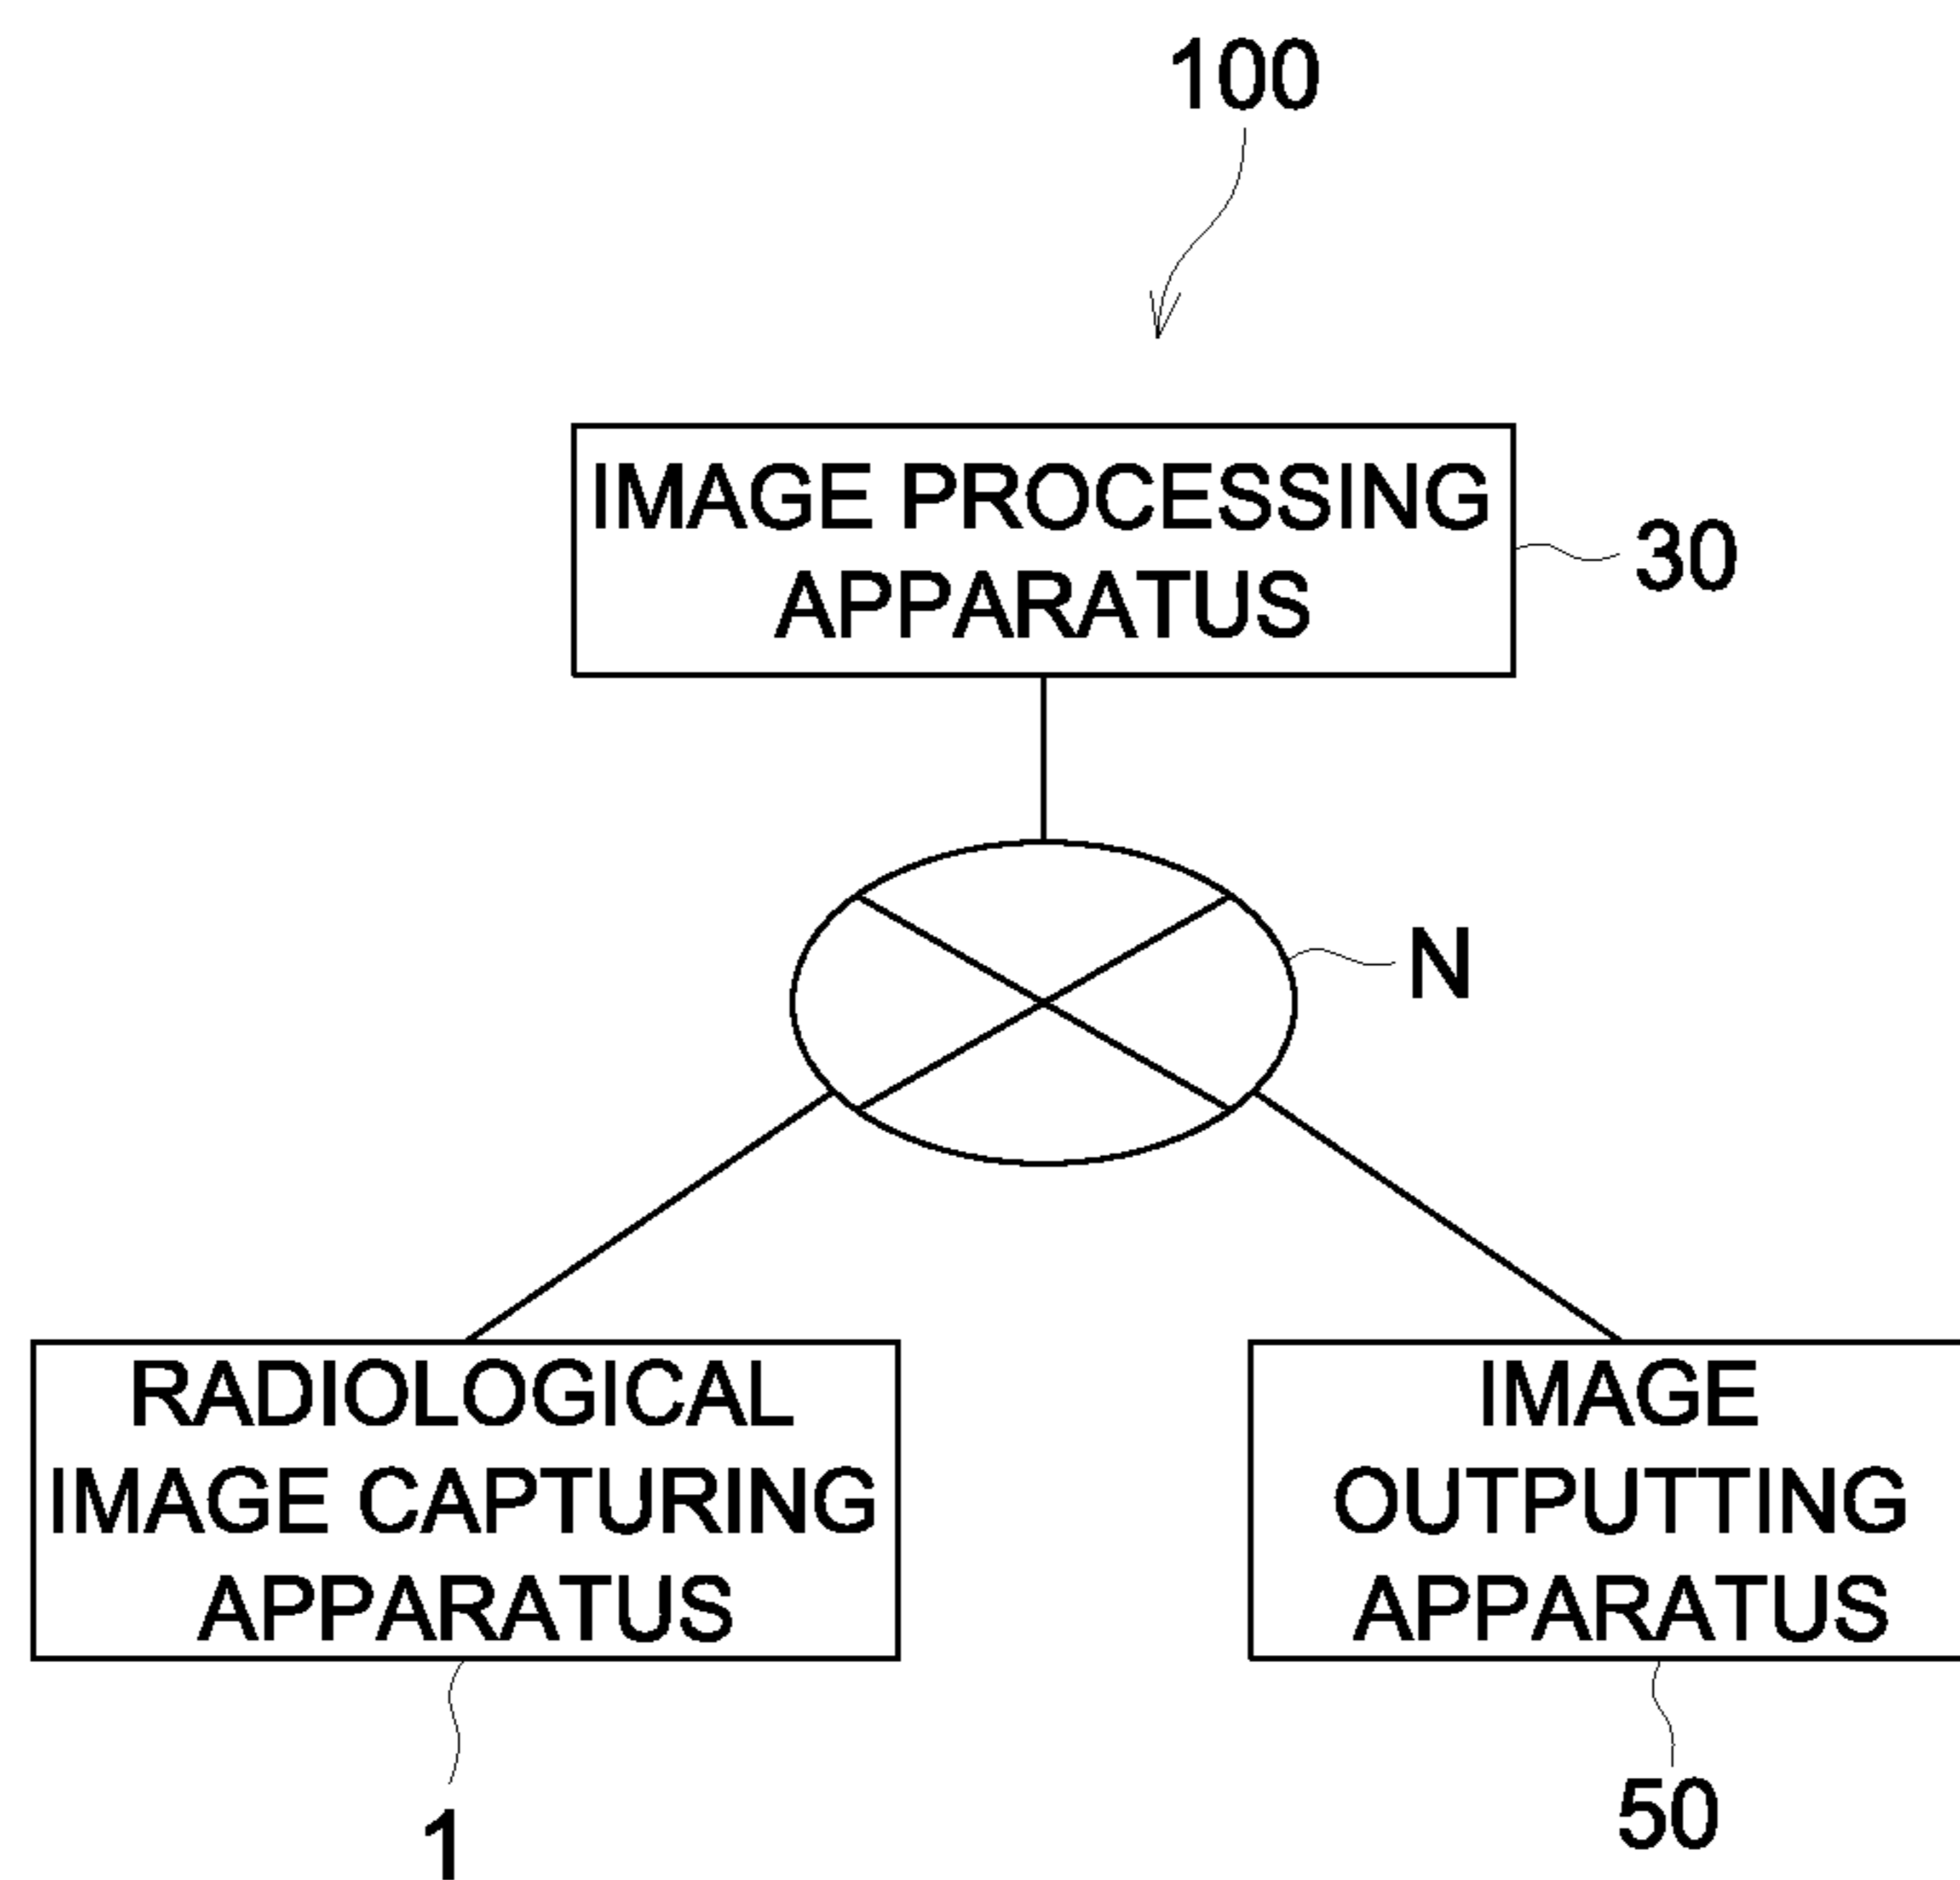 100
IMAGE PROCESSING
APPARATUS
30
N
RADIOLOGICAL
IMAGE CAPTURING
APPARATUS
IMAGE
OUTPUTTING
APPARATUS
1
50